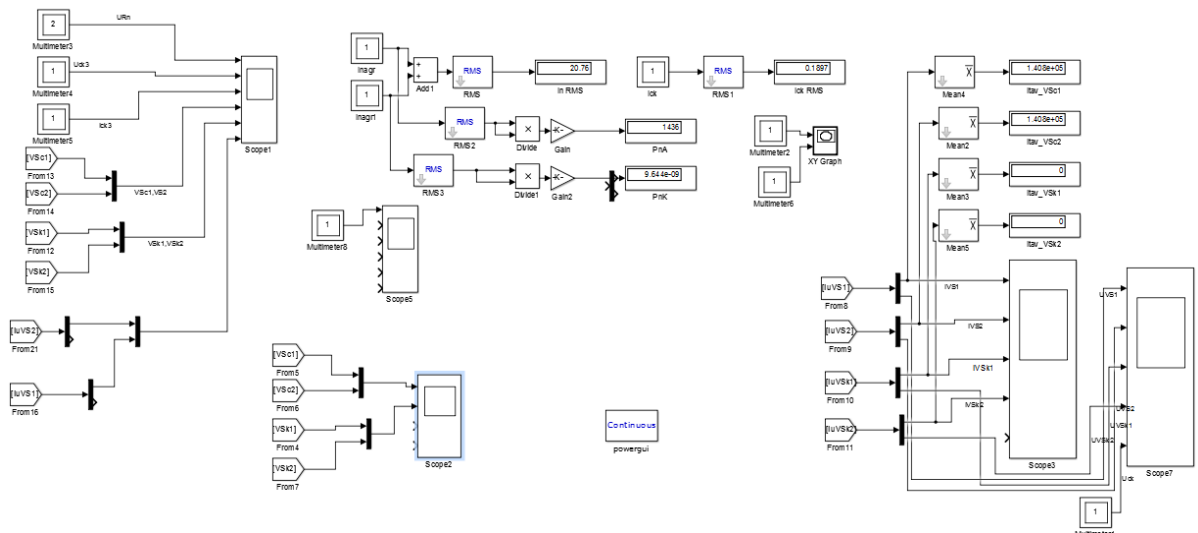 2
URn
Multimeter3
1
Uck3
Multimeter4
1
Ick3
Multimeter5
Scope1
[VSc1]
From13
[VSc2]
VSc1,VS2
From14
[VSk1]
From12
VSk1,VSk2
[VSk2]
From15
[IuVS2]
From21
[IuVS1]
From16
1
Inagr
1
Inagr1
+
+
Add1
RMS
RMS
20.76
In RMS
RMS
RMS2
×
Divide
-K-
Gain
1436
PnA
RMS
RMS3
×
Divide1
-K-
Gain2
9.644e-09
PnK
1
Ick
RMS
RMS1
0.1897
Ick RMS
1
Multimeter2
1
Multimeter6
XY Graph
1
Multimeter8
Scope5
[VSc1]
From5
[VSc2]
From6
[VSk1]
From4
[VSk2]
From7
Scope2
Continuous
powergui
X
Mean4
1.408e+05
Itav_VSc1
X
Mean2
1.408e+05
Itav_VSc2
X
Mean3
0
Itav_VSk1
X
Mean5
0
Itav_VSk2
[IuVS1]
From8
IVS1
UVS1
[IuVS2]
From9
IVS2
[IuVSk1]
From10
IVSk1
IVSk2
[IuVSk2]
From11
UVS2
UVSk1
UVSk2
Scope3
Scope7
Uck
1